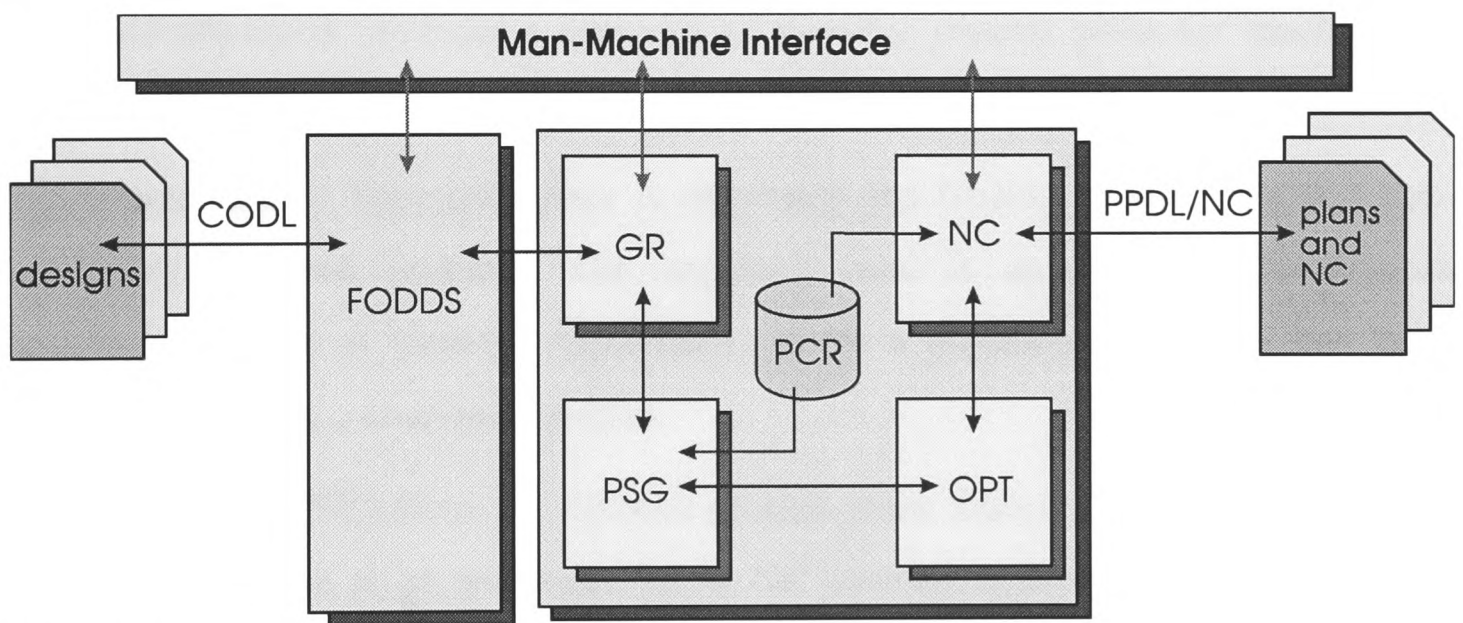 Man-Machine Interface
CODL
designs
FODDS
GR
NC
PCR
PSG
OPT
PPDL/NC
plans
and
NC